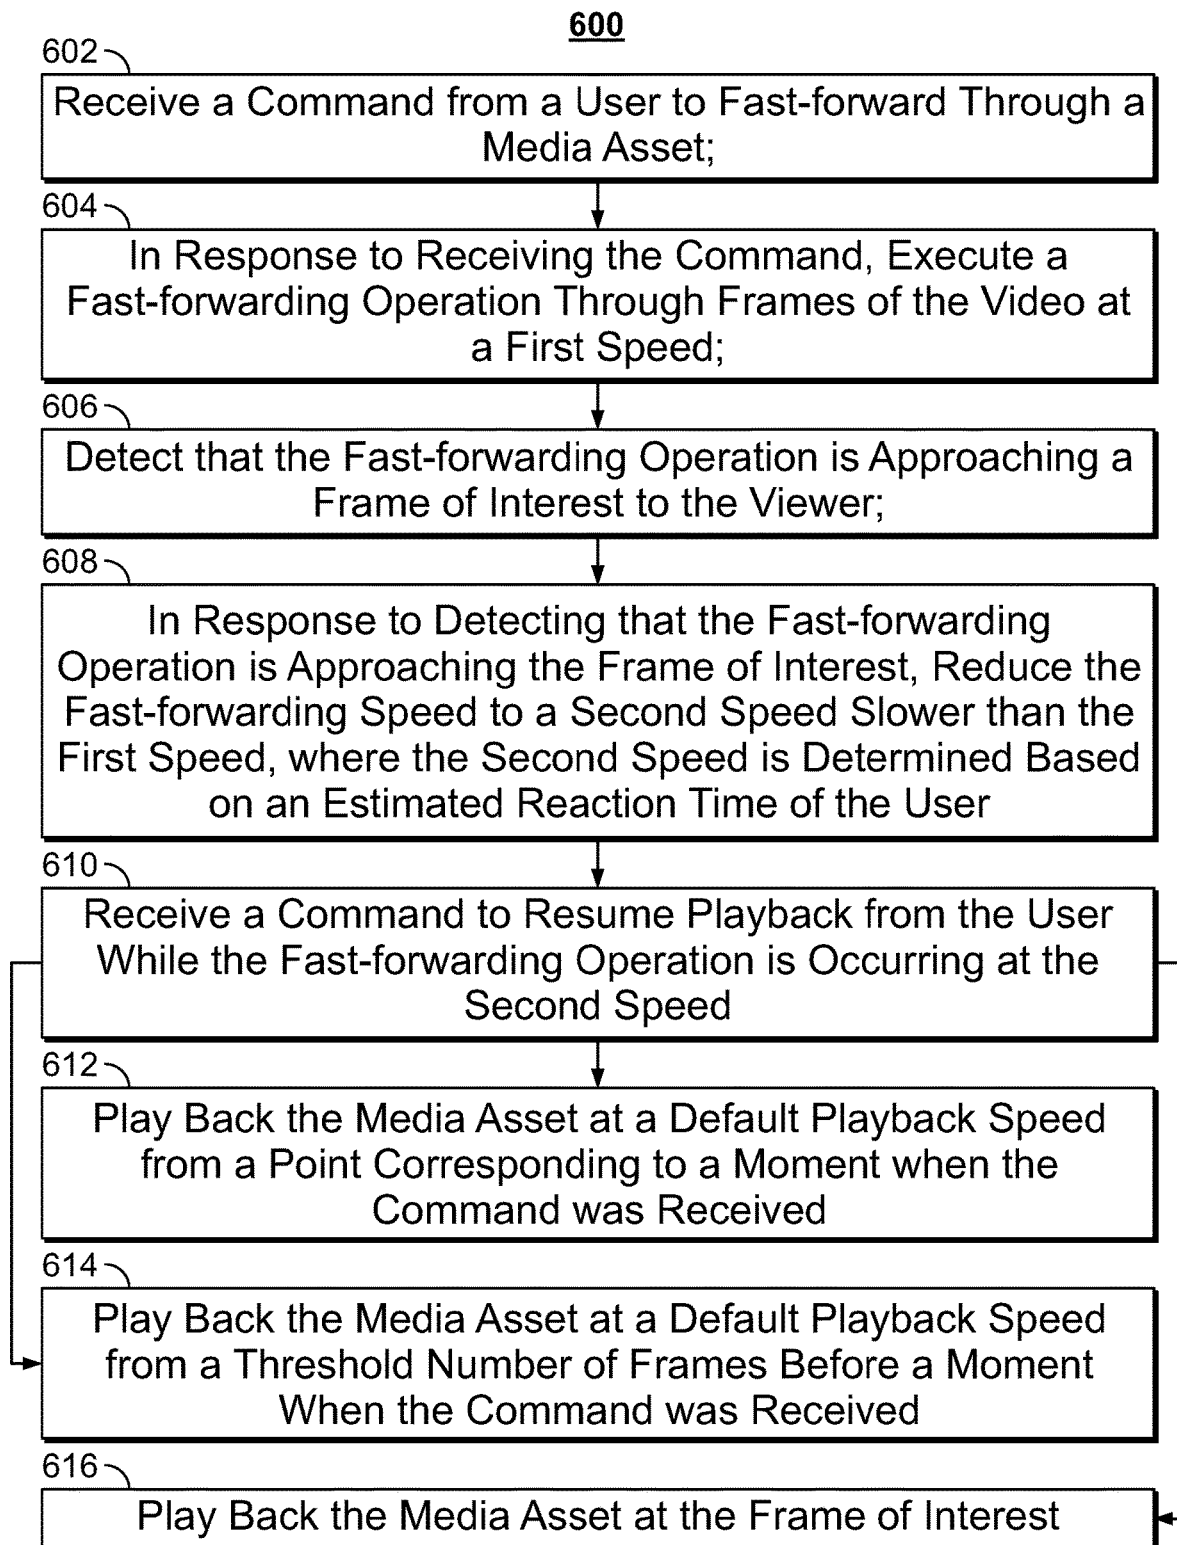 600
602
Receive a Command from a User to Fast-forward Through a
Media Asset;
604
In Response to Receiving the Command, Execute a
Fast-forwarding Operation Through Frames of the Video at
a First Speed;
606
Detect that the Fast-forwarding Operation is Approaching a
Frame of Interest to the Viewer;
608
In Response to Detecting that the Fast-forwarding
Operation is Approaching the Frame of Interest, Reduce the
Fast-forwarding Speed to a Second Speed Slower than the
First Speed, where the Second Speed is Determined Based
on an Estimated Reaction Time of the User
610
Receive a Command to Resume Playback from the User
While the Fast-forwarding Operation is Occurring at the
Second Speed
612
Play Back the Media Asset at a Default Playback Speed
from a Point Corresponding to a Moment when the
Command was Received
614
Play Back the Media Asset at a Default Playback Speed
from a Threshold Number of Frames Before a Moment
When the Command was Received
616
Play Back the Media Asset at the Frame of Interest